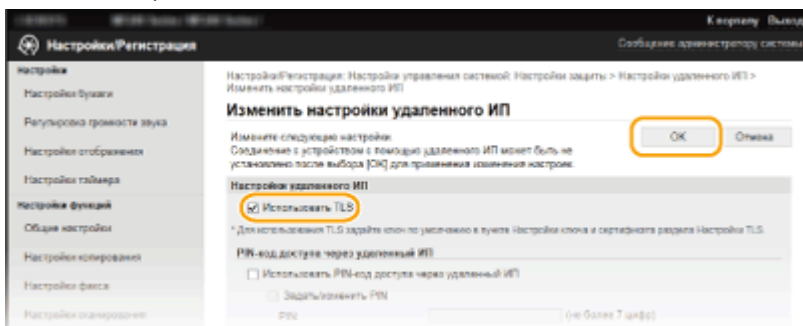 К порталу Выход
Настройки/Регистрация
Сообщение администратору системы
Настройки
Настройки бумаги
Регулировка громкости звука
Настройки отображения
Настройки таймера
Настройки функций
Общие настройки
Настройки копирования
Настройки факса
Настройки сканирования
Настройки/Регистрация: Настройки управления системой: Настройки защиты > Настройки удаленного ИП >
Изменить настройки удаленного ИП
Изменить настройки удаленного ИП
Измените следующие настройки.
Соединение с устройством с помощью удаленного ИП может быть не
установлено после выбора [OK] для применения изменения настроек.
OK Отмена
Настройки удаленного ИП
Использовать TLS
* Для использования TLS задайте ключ по умолчанию в пункте Настройки ключа и сертификата раздела Настройки TLS.
PIN-код доступа через удаленный ИП
Использовать PIN-код доступа через удаленный ИП
Задать/изменить PIN
PIN (не более 7 цифр)